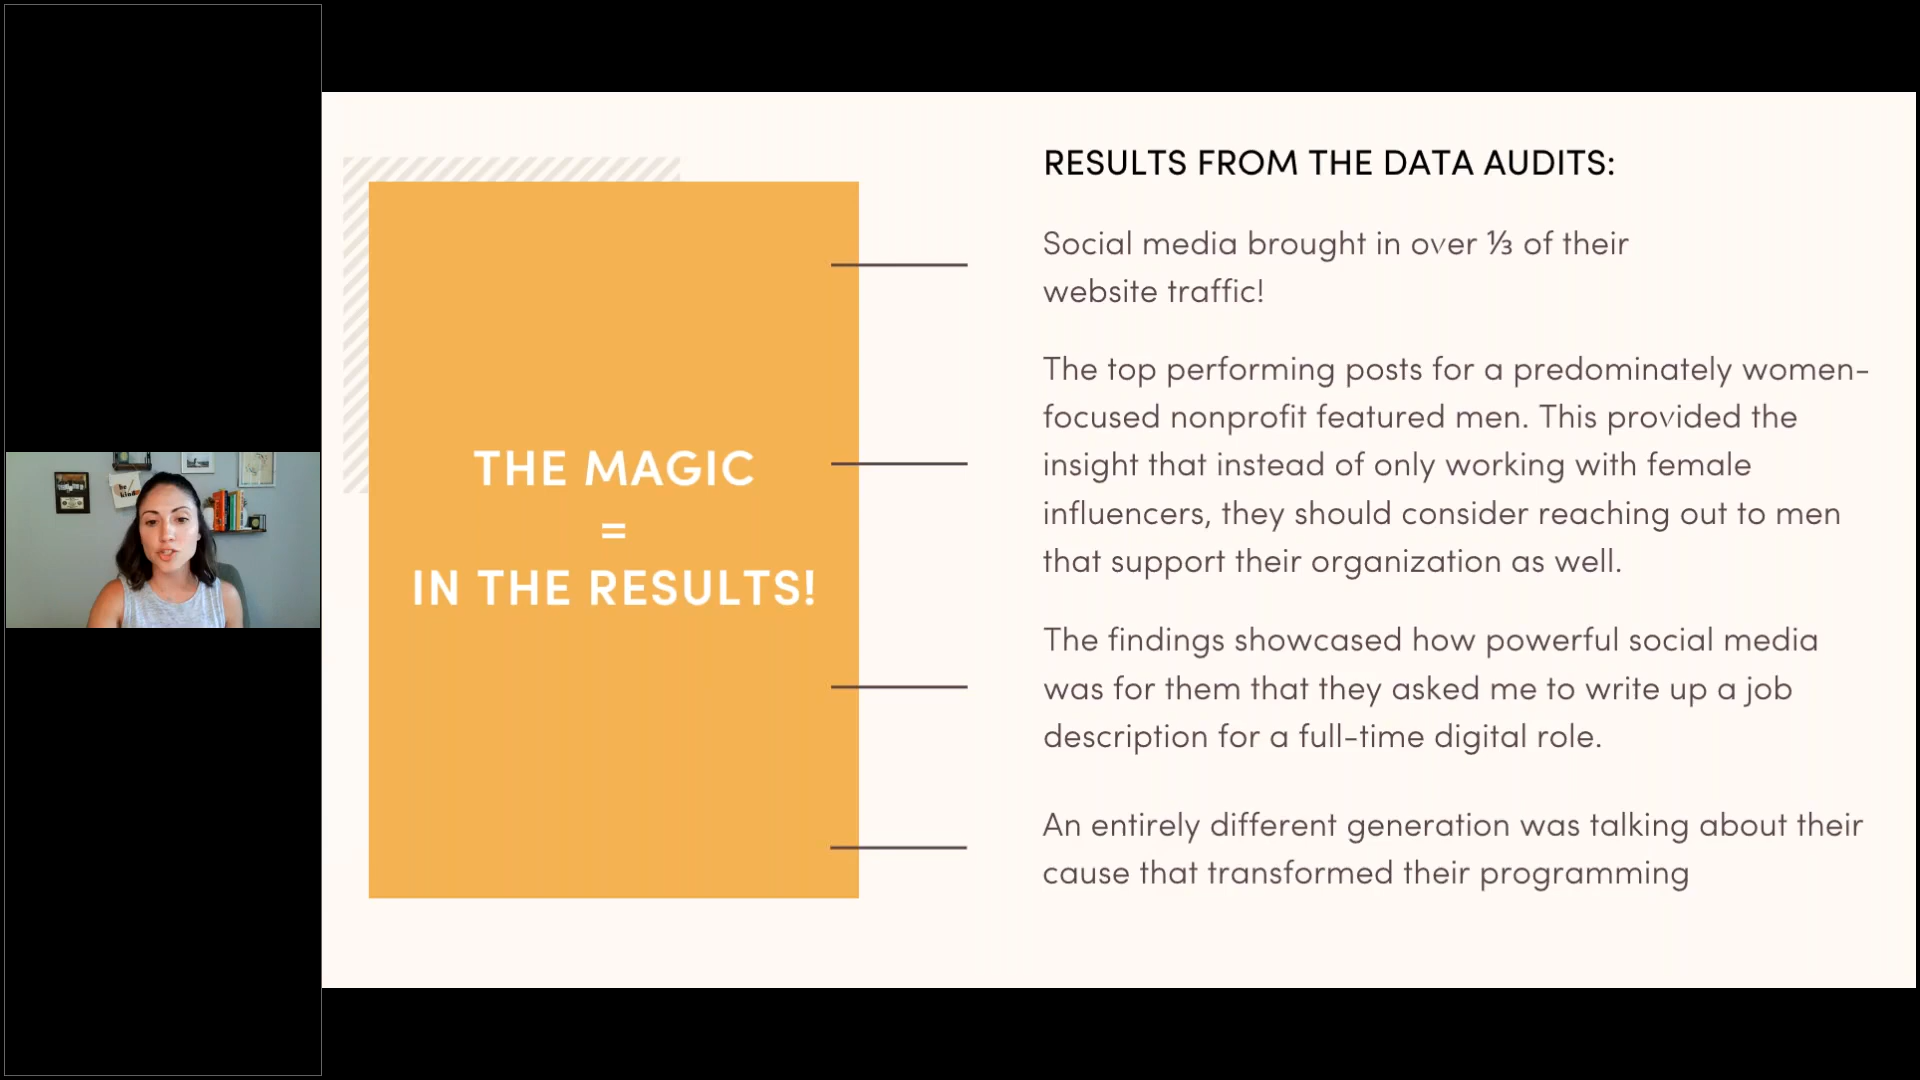 THE MAGIC
=
IN THE RESULTS!
RESULTS FROM THE DATA AUDITS:
Social media brought in over ⅓ of their
website traffic!
The top performing posts for a predominately women-
focused nonprofit featured men. This provided the
insight that instead of only working with female
influencers, they should consider reaching out to men
that support their organization as well.
The findings showcased how powerful social media
was for them that they asked me to write up a job
description for a full-time digital role.
An entirely different generation was talking about their
cause that transformed their programming